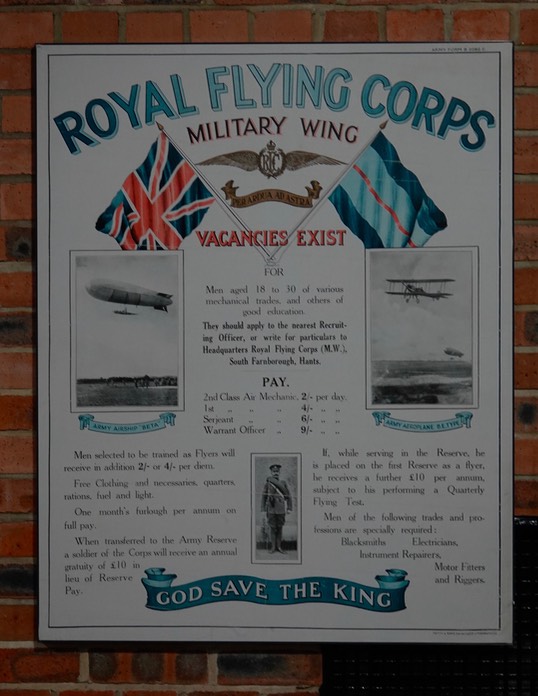 ROYAL FLYING CORPS
MILITARY WING
RFC
PER ARDUA AD ASTRA
VACANCIES EXIST
FOR
Men aged 18 to 30 of various
mechanical trades, and others of
good education.
They should apply to the nearest Recruit-
ing Officer, or write for particulars to
Headquarters Royal Flying Corps (M.W.),
South Farnborough, Hants.
ARMY AIRSHIP "BETA"
ARMY AEROPLANE B.E. TYPE
PAY.
2nd Class Air Mechanic, 2/- per day.
1st „ „ „ 4/- „ „
Serjeant „ 6/- „ „
Warrant Officer „ 9/- „ „
Men selected to be trained as Flyers will
receive in addition 2/- or 4/- per diem.
Free Clothing and necessaries, quarters,
rations, fuel and light.
One month's furlough per annum on
full pay.
When transferred to the Army Reserve
a soldier of the Corps will receive an annual
gratuity of £10 in
lieu of Reserve
Pay.
If, while serving in the Reserve, he
is placed on the first Reserve as a flyer,
he receives a further £10 per annum,
subject to his performing a Quarterly
Flying Test.
Men of the following trades and pro-
fessions are specially required:
Blacksmiths Electricians,
Instrument Repairers,
Motor Fitters
and Riggers.
GOD SAVE THE KING